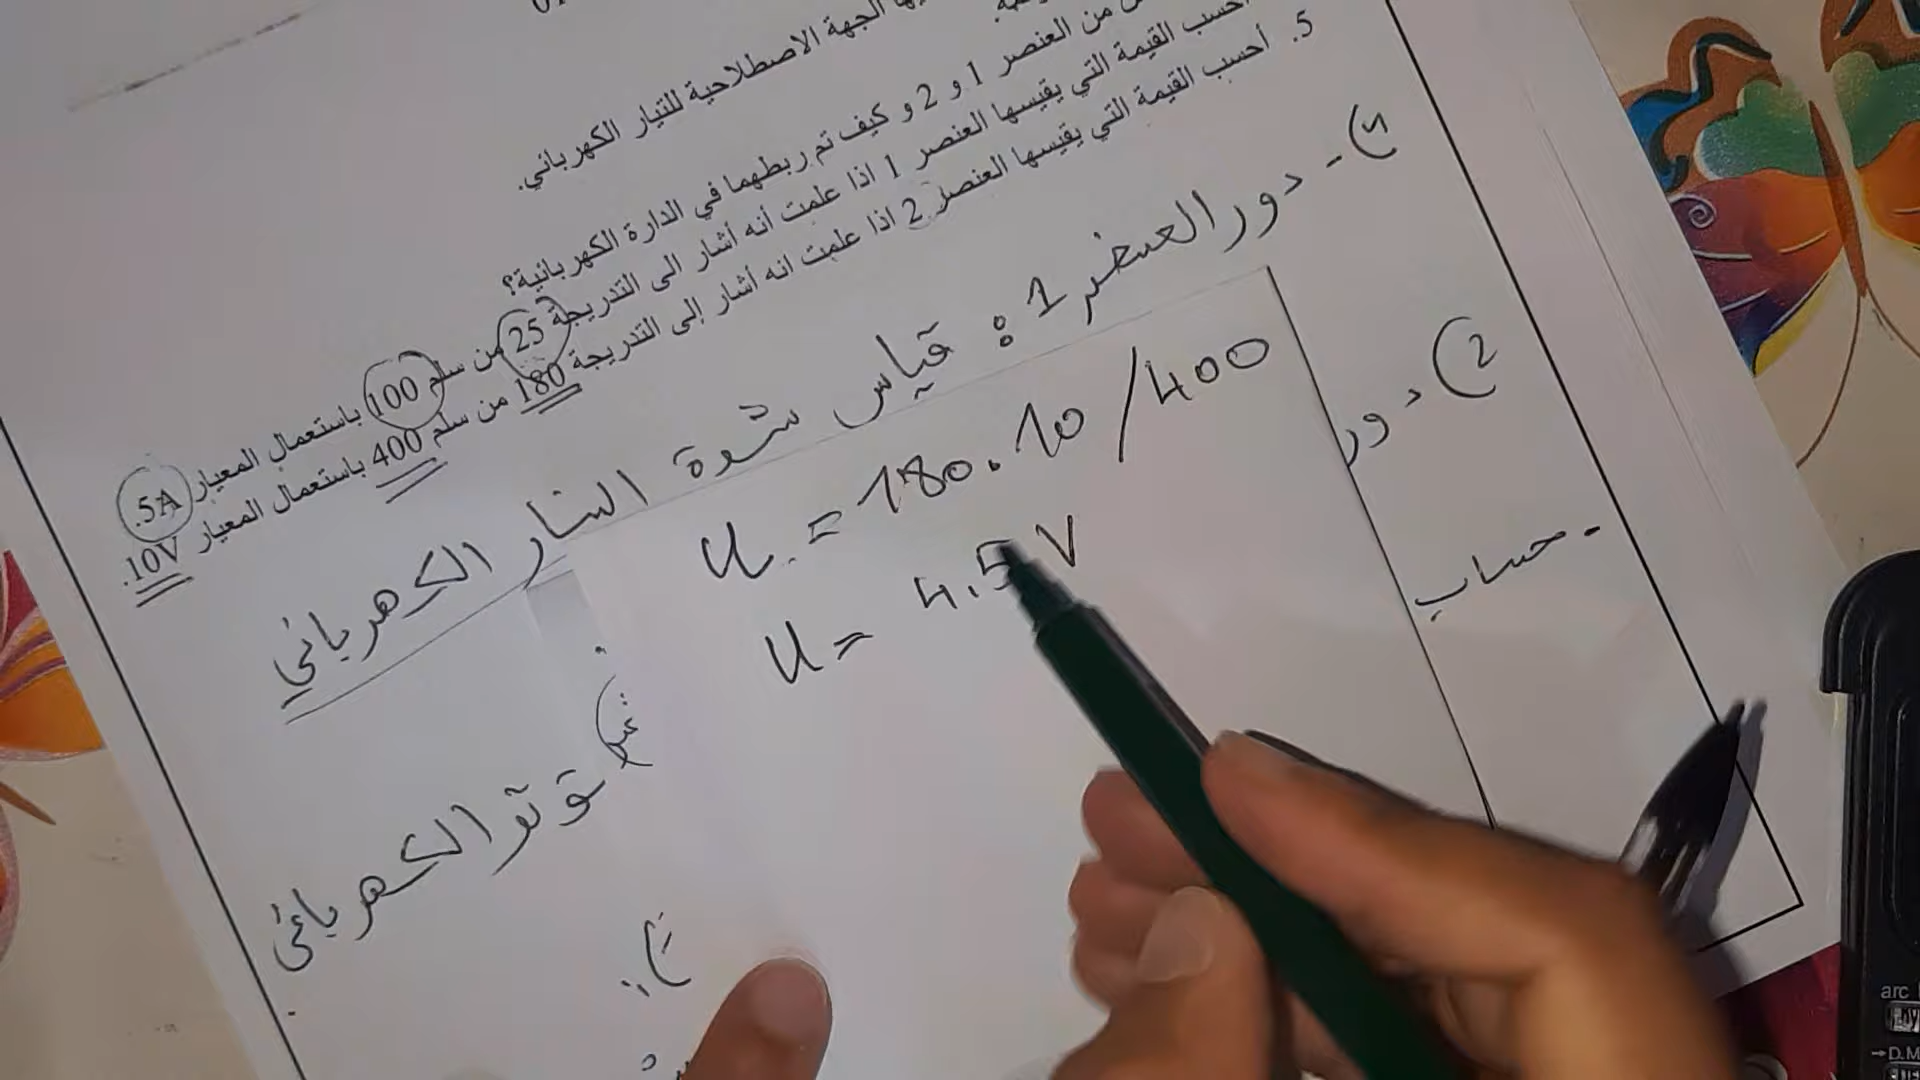 الجهة الاصطلاحية للتيار الكهربائي.
من العنصر 1 و 2 و كيف تم ربطهما في الدارة الكهربائية؟
أحسب القيمة التي يقيسها العنصر 1 اذا علمت أنه أشار الى التدريجة 25 من سلم 100 باستعمال المعيار 5A.
5. أحسب القيمة التي يقيسها العنصر 2 اذا علمت انه أشار إلى التدريجة 180 من سلم 400 باستعمال المعيار 10V.
- دور العنصر 1 : قياس شدة التيار الكهربائي
2) دور
توتر الكهربائي
- حساب
U = 180.10/400
U = 4.5 V
arc
D.M